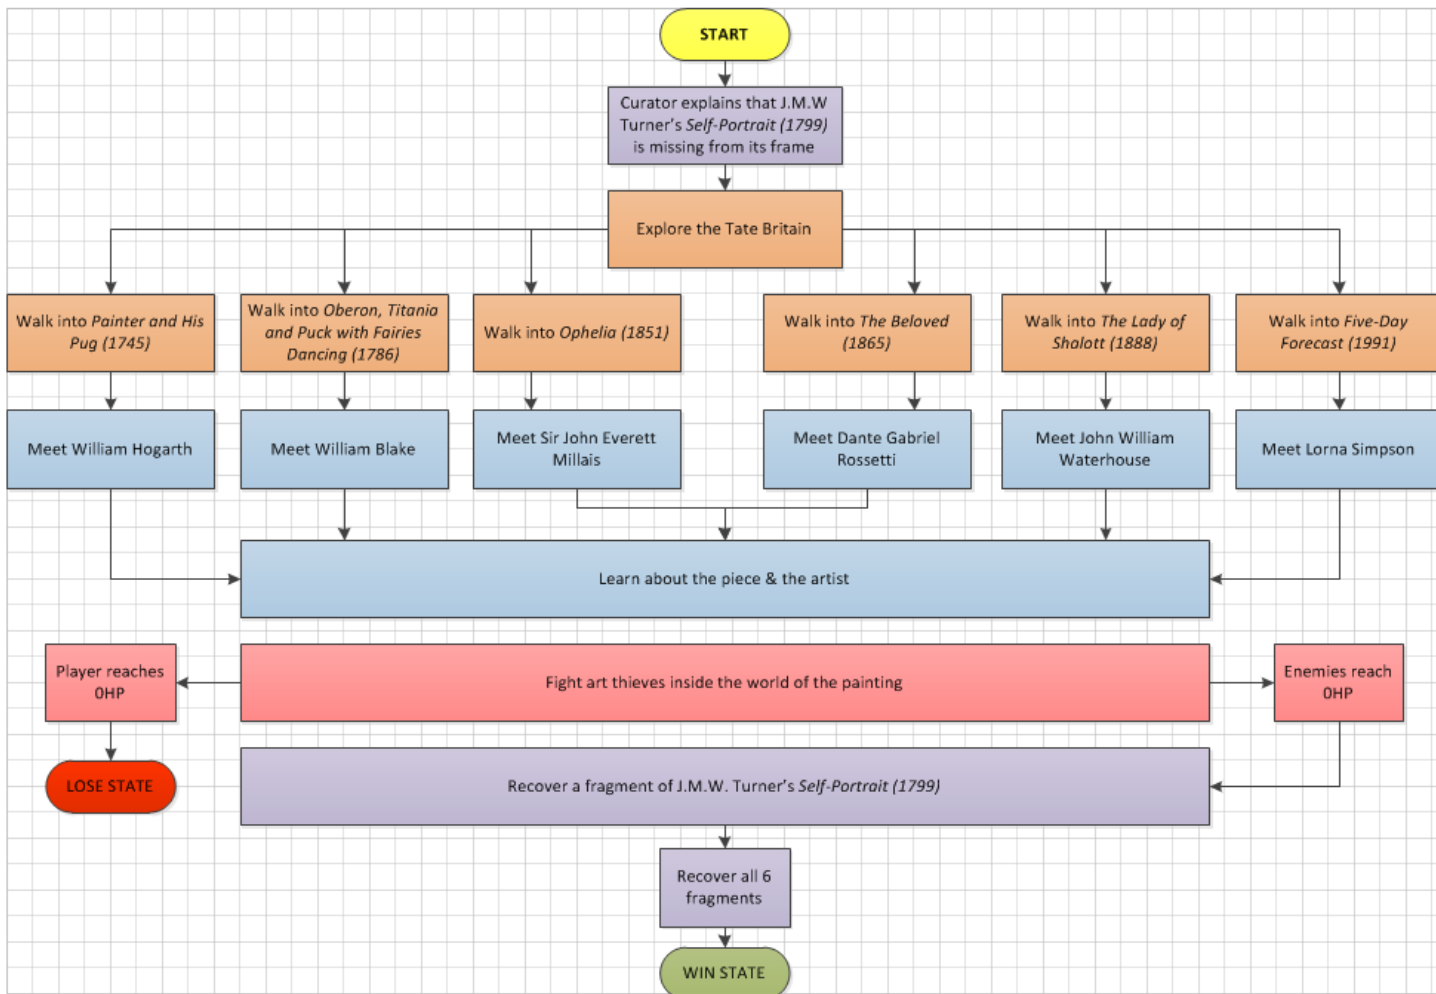 START
Curator explains that J.M.W
Turner's Self-Portrait (1799)
is missing from its frame
Explore the Tate Britain
Walk into Painter and His
Pug (1745)
Walk into Oberon, Titania
and Puck with Fairies
Dancing (1786)
Walk into Ophelia (1851)
Walk into The Beloved
(1865)
Walk into The Lady of
Shalott (1888)
Walk into Five-Day
Forecast (1991)
Meet William Hogarth
Meet William Blake
Meet Sir John Everett
Millais
Meet Dante Gabriel
Rossetti
Meet John William
Waterhouse
Meet Lorna Simpson
Learn about the piece & the artist
Player reaches
0HP
Fight art thieves inside the world of the painting
Enemies reach
0HP
LOSE STATE
Recover a fragment of J.M.W. Turner's Self-Portrait (1799)
Recover all 6
fragments
WIN STATE